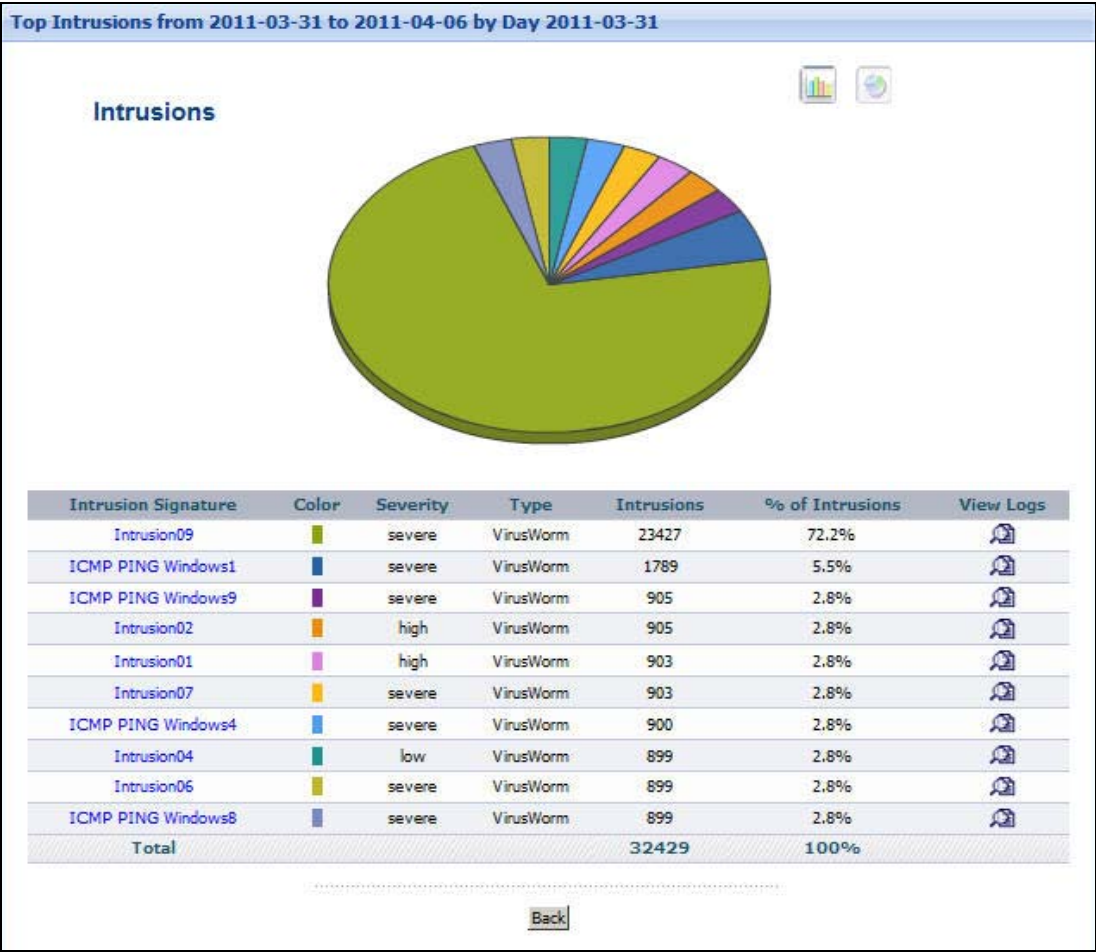 Top Intrusions from 2011-03-31 to 2011-04-06 by Day 2011-03-31
Intrusions
Intrusion Signature Color Severity Type Intrusions % of Intrusions View Logs
Intrusion09 severe VirusWorm 23427 72.2%
ICMP PING Windows1 severe VirusWorm 1789 5.5%
ICMP PING Windows9 severe VirusWorm 905 2.8%
Intrusion02 high VirusWorm 905 2.8%
Intrusion01 high VirusWorm 903 2.8%
Intrusion07 severe VirusWorm 903 2.8%
ICMP PING Windows4 severe VirusWorm 900 2.8%
Intrusion04 low VirusWorm 899 2.8%
Intrusion06 severe VirusWorm 899 2.8%
ICMP PING Windows8 severe VirusWorm 899 2.8%
Total 32429 100%
Back